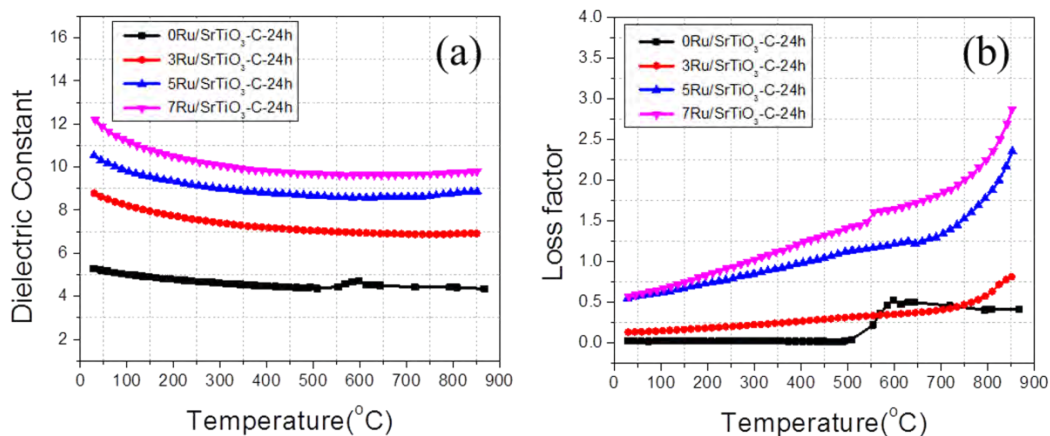 (a)
0Ru/SrTiO3-C-24h
3Ru/SrTiO3-C-24h
5Ru/SrTiO3-C-24h
7Ru/SrTiO3-C-24h
Dielectric Constant
16
14
12
10
8
6
4
2
0 100 200 300 400 500 600 700 800 900
Temperature(°C)
(b)
0Ru/SrTiO3-C-24h
3Ru/SrTiO3-C-24h
5Ru/SrTiO3-C-24h
7Ru/SrTiO3-C-24h
Loss factor
4.0
3.5
3.0
2.5
2.0
1.5
1.0
0.5
0.0
0 100 200 300 400 500 600 700 800 900
Temperature(°C)